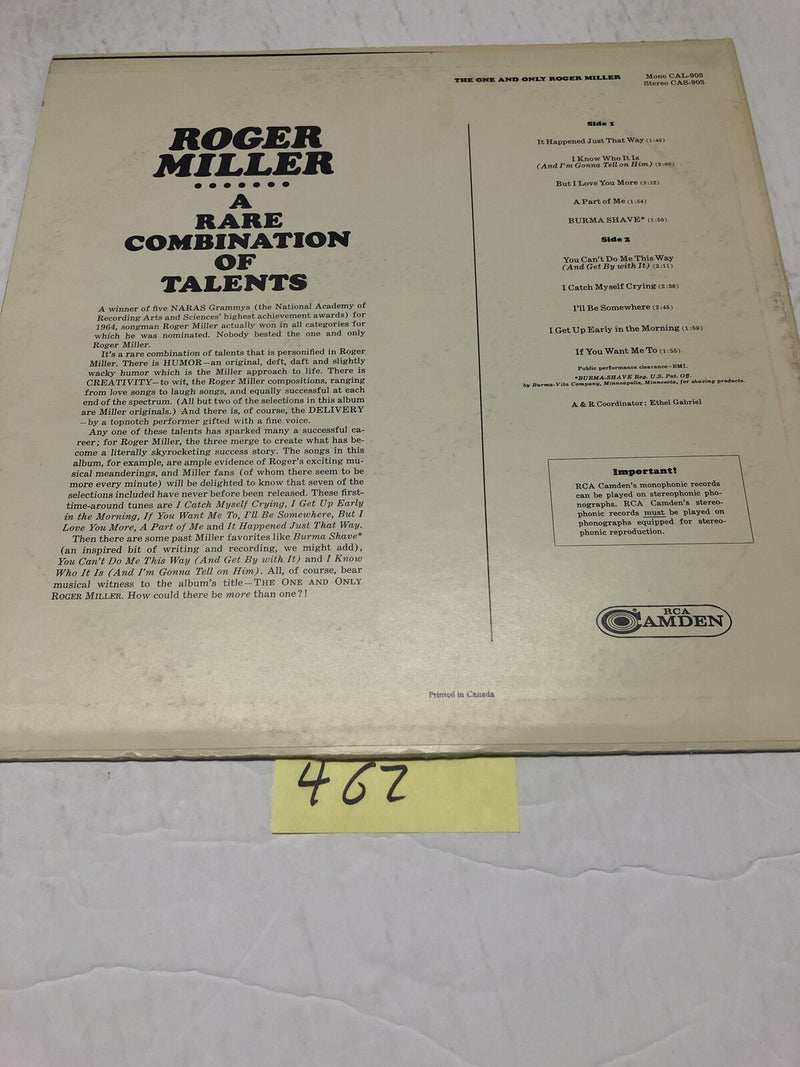 THE ONE AND ONLY ROGER MILLER
Mono CAL-903
Stereo CAS-903
ROGER
MILLER
A
RARE
COMBINATION
OF
TALENTS
A winner of five NARAS Grammys (the National Academy of
Recording Arts and Sciences' highest achievement awards) for
1964, songman Roger Miller actually won in all categories for
which he was nominated. Nobody bested the one and only
Roger Miller.
It's a rare combination of talents that is personified in Roger
Miller. There is HUMOR—an original, deft, daft and slightly
wacky humor which is the Miller approach to life. There is
CREATIVITY—to wit, the Roger Miller compositions, ranging
from love songs to laugh songs, and equally successful at each
end of the spectrum. (All but two of the selections in this album
are Miller originals.) And there is, of course, the DELIVERY
—by a topnotch performer gifted with a fine voice.
Any one of these talents has sparked many a successful ca-
reer; for Roger Miller, the three merge to create what has be-
come a literally skyrocketing success story. The songs in this
album, for example, are ample evidence of Roger's exciting mu-
sical meanderings, and Miller fans (of whom there seem to be
more every minute) will be delighted to know that seven of the
selections included have never before been released. These first-
time-around tunes are I Catch Myself Crying, I Get Up Early
in the Morning, If You Want Me To, I'll Be Somewhere, But I
Love You More, A Part of Me and It Happened Just That Way.
Then there are some past Miller favorites like Burma Shave*
(an inspired bit of writing and recording, we might add),
You Can't Do Me This Way (And Get By with It) and I Know
Who It Is (And I'm Gonna Tell on Him). All, of course, bear
musical witness to the album's title—THE ONE AND ONLY
ROGER MILLER. How could there be more than one?!
Side 1
It Happened Just That Way (1:45)
I Know Who It Is
(And I'm Gonna Tell on Him) (2:00)
But I Love You More (2:12)
A Part of Me (1:54)
BURMA SHAVE* (1:50)
Side 2
You Can't Do Me This Way
(And Get By with It) (2:11)
I Catch Myself Crying (2:38)
I'll Be Somewhere (2:45)
I Get Up Early in the Morning (1:59)
If You Want Me To (1:55)
Public performance clearance—BMI.
*BURMA-SHAVE Reg. U.S. Pat. Off.
by Burma-Vita Company, Minneapolis, Minnesota, for shaving products.
A & R Coordinator: Ethel Gabriel
Important!
RCA Camden's monophonic records
can be played on stereophonic pho-
nographs. RCA Camden's stereo-
phonic records must be played on
phonographs equipped for stereo-
phonic reproduction.
RCA
CAMDEN
Printed in Canada
467